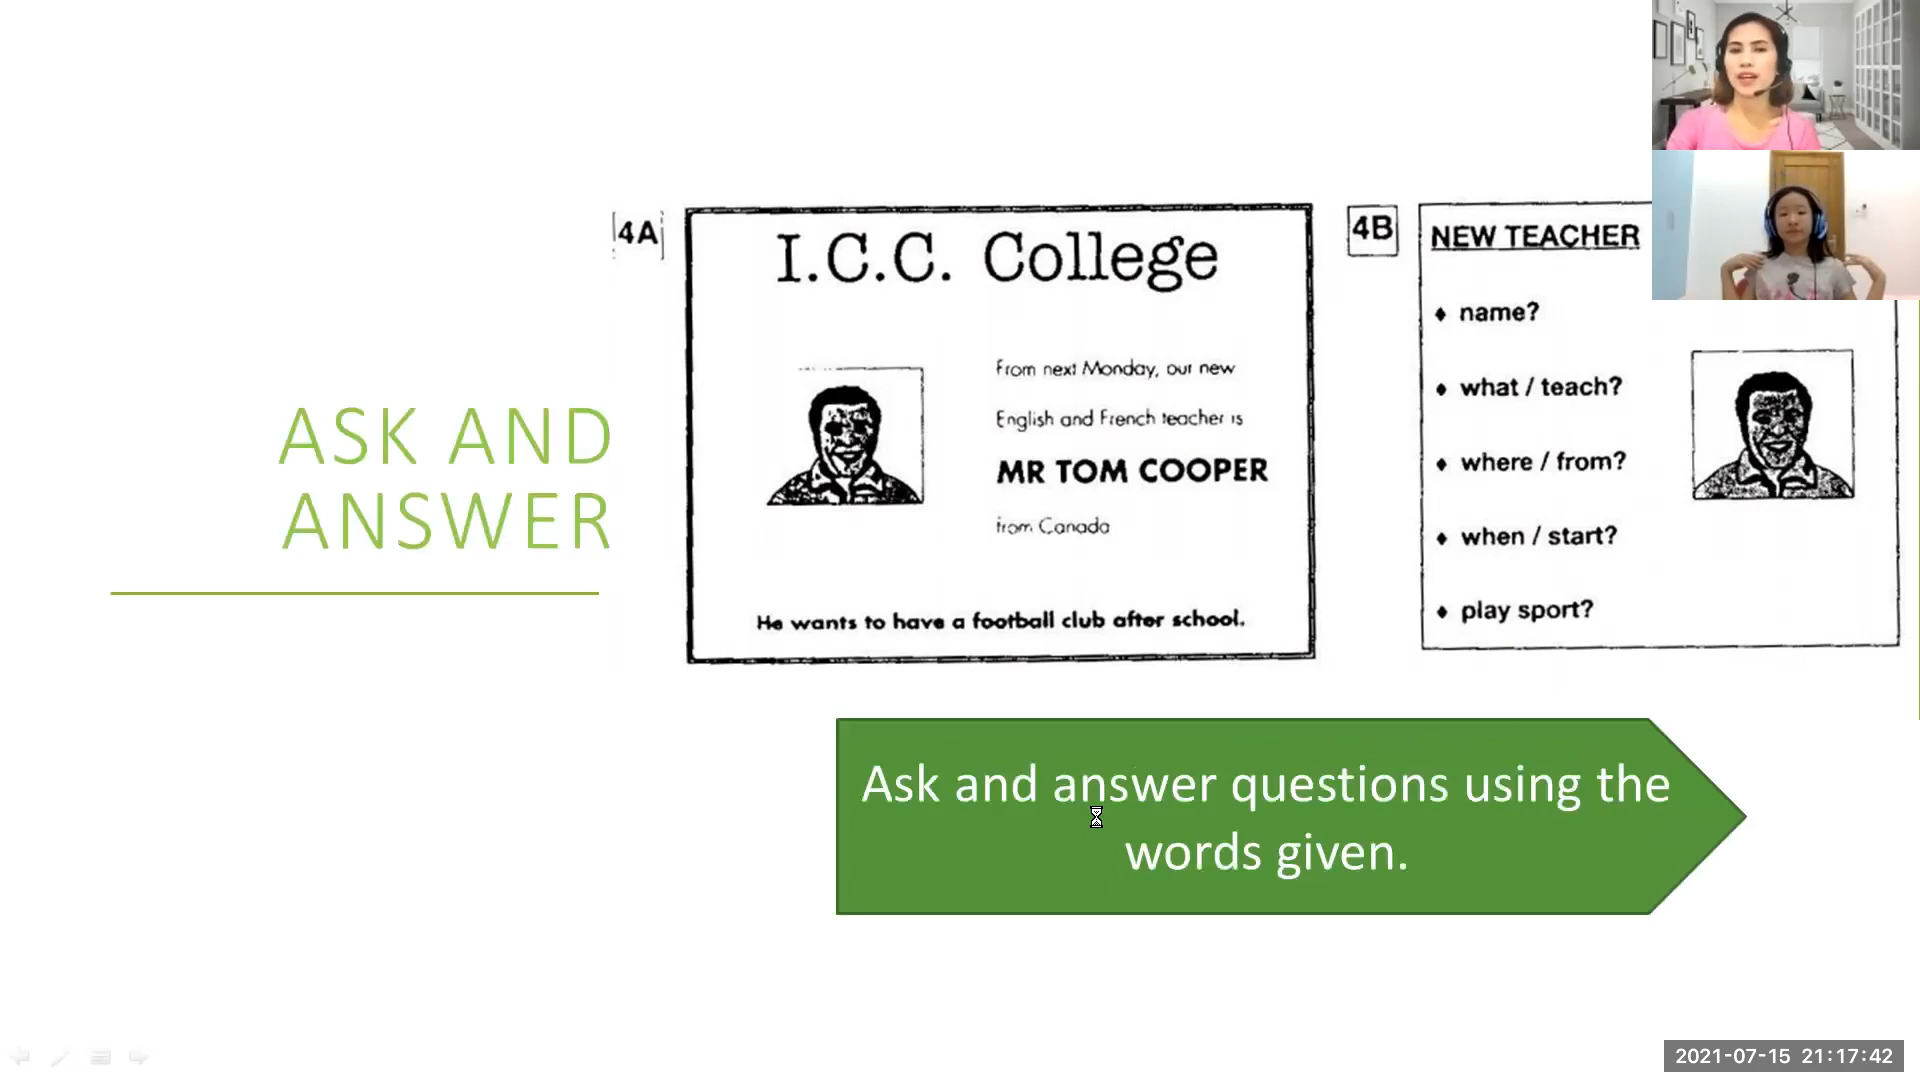 ASK AND
ANSWER
4A
I.C.C. College
From next Monday, our new
English and French teacher is
MR TOM COOPER
from Canada
He wants to have a football club after school.
4B
NEW TEACHER
♦ name?
♦ what / teach?
♦ where / from?
♦ when / start?
♦ play sport?
Ask and answer questions using the
words given.
2021-07-15 21:17:42